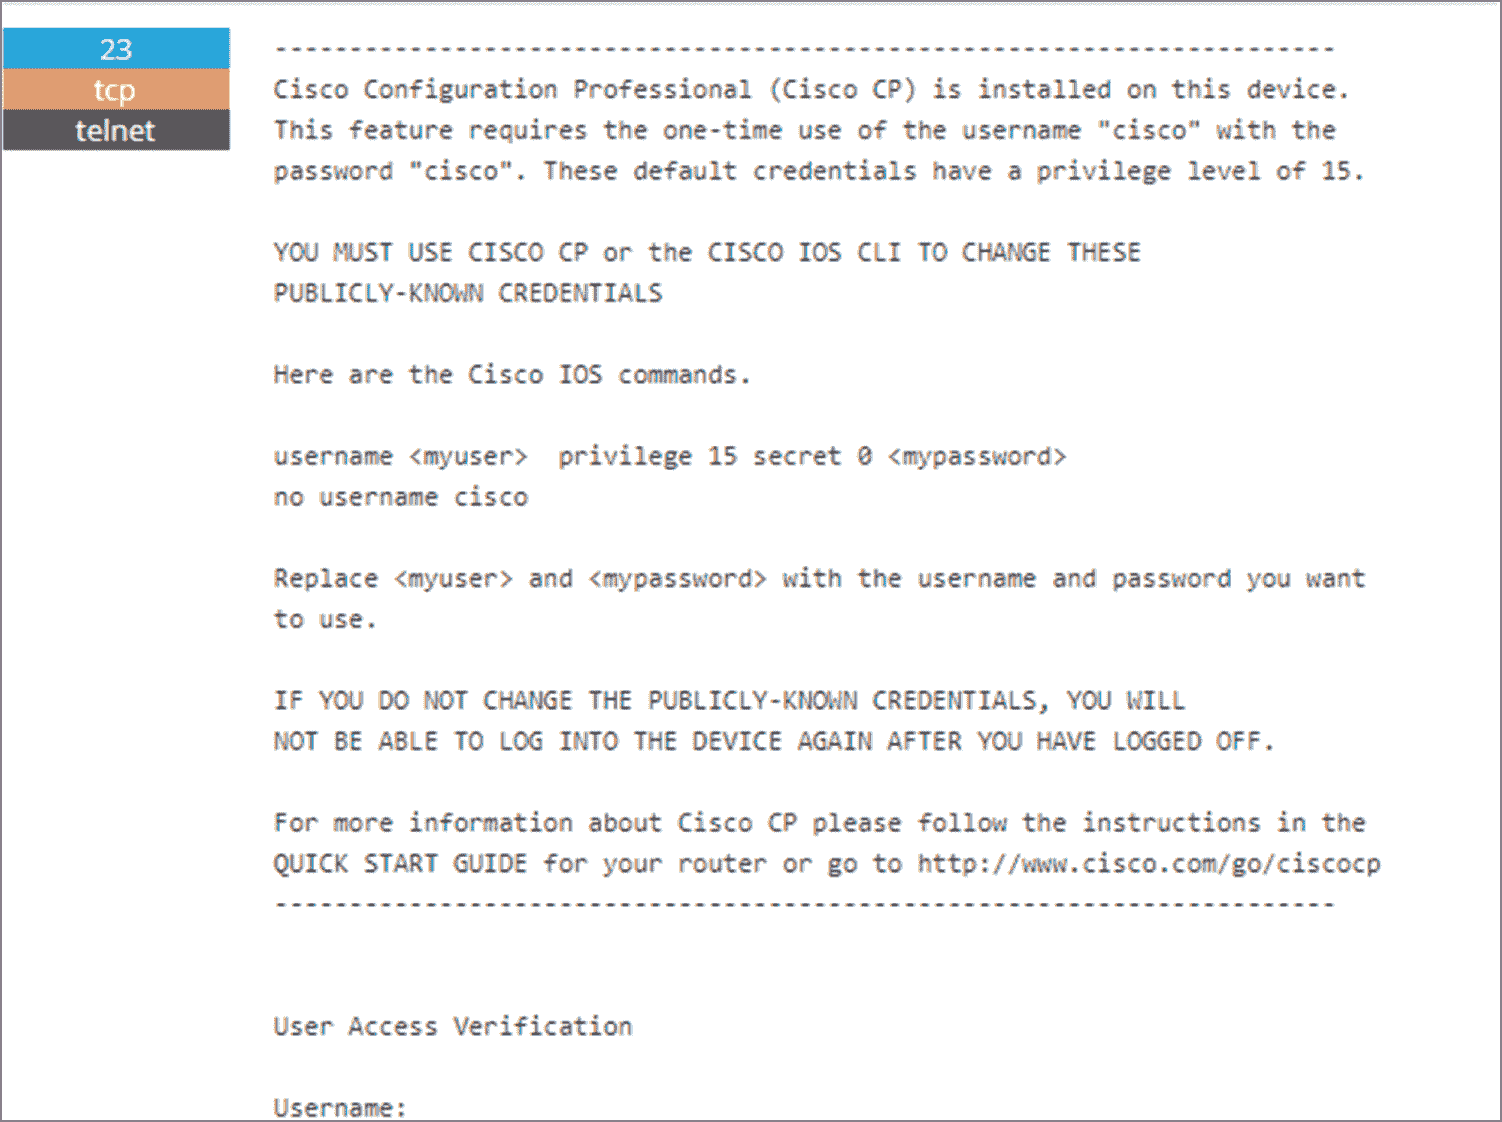 23
tcp
telnet
-----------------------------------------------------------------------
Cisco Configuration Professional (Cisco CP) is installed on this device.
This feature requires the one-time use of the username "cisco" with the
password "cisco". These default credentials have a privilege level of 15.
YOU MUST USE CISCO CP or the CISCO IOS CLI TO CHANGE THESE
PUBLICLY-KNOWN CREDENTIALS
Here are the Cisco IOS commands.
username <myuser>  privilege 15 secret 0 <mypassword>
no username cisco
Replace <myuser> and <mypassword> with the username and password you want
to use.
IF YOU DO NOT CHANGE THE PUBLICLY-KNOWN CREDENTIALS, YOU WILL
NOT BE ABLE TO LOG INTO THE DEVICE AGAIN AFTER YOU HAVE LOGGED OFF.
For more information about Cisco CP please follow the instructions in the
QUICK START GUIDE for your router or go to http://www.cisco.com/go/ciscocp
-----------------------------------------------------------------------
User Access Verification
Username: